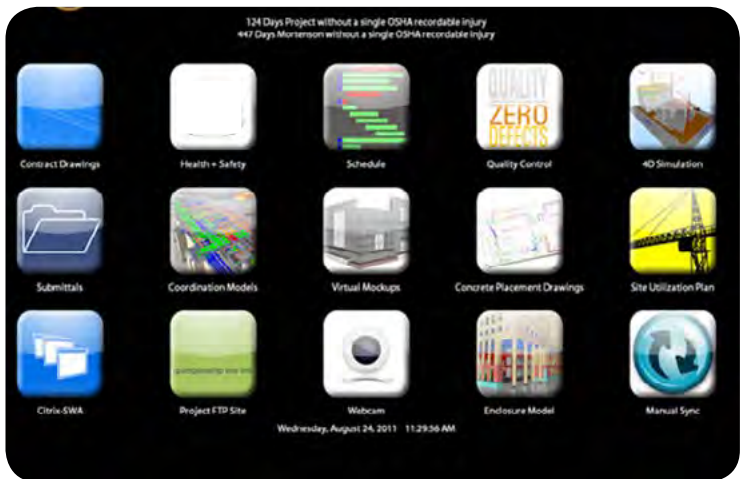 124 Days Project without a single OSHA recordable injury
447 Days Mortenson without a single OSHA recordable injury
Contract Drawings
Health + Safety
Schedule
QUALITY
ZERO
DEFECTS
Quality Control
4D Simulation
Submittals
Coordination Models
Virtual Mockups
Concrete Placement Drawings
Site Utilization Plan
Citrix-SWA
Project FTP Site
Webcam
Enclosure Model
Manual Sync
Wednesday, August 24, 2011 11:29:56 AM